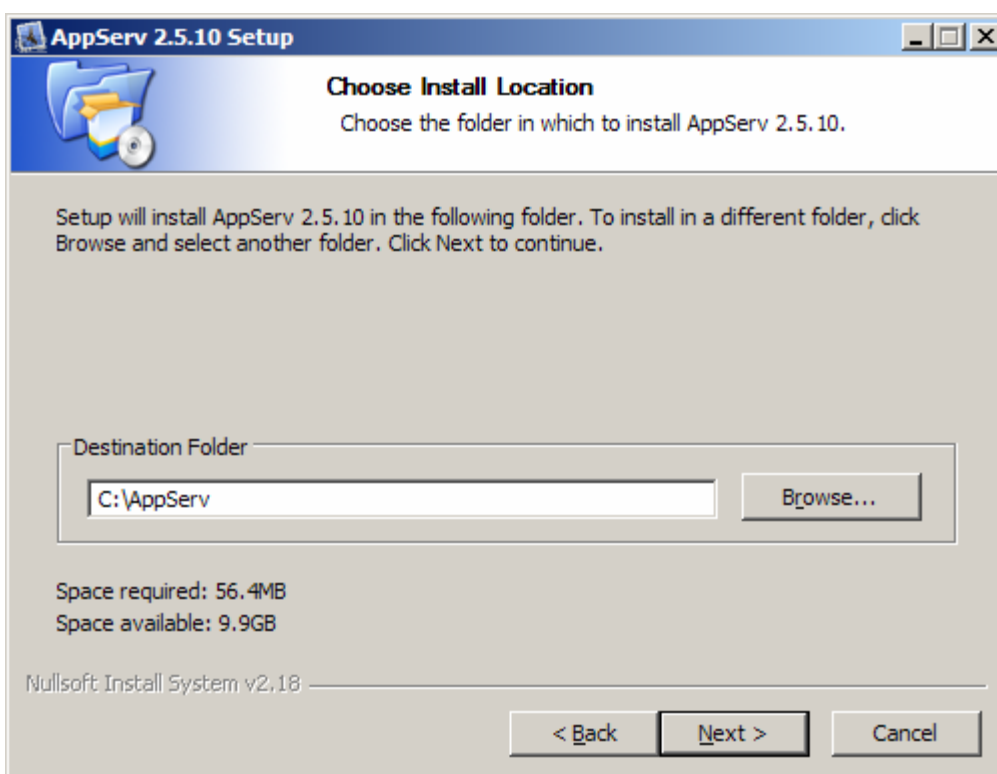 AppServ 2.5.10 Setup
Choose Install Location
Choose the folder in which to install AppServ 2.5.10.
Setup will install AppServ 2.5.10 in the following folder. To install in a different folder, click
Browse and select another folder. Click Next to continue.
Destination Folder
C:\AppServ
Browse...
Space required: 56.4MB
Space available: 9.9GB
Nullsoft Install System v2.18
< Back
Next >
Cancel